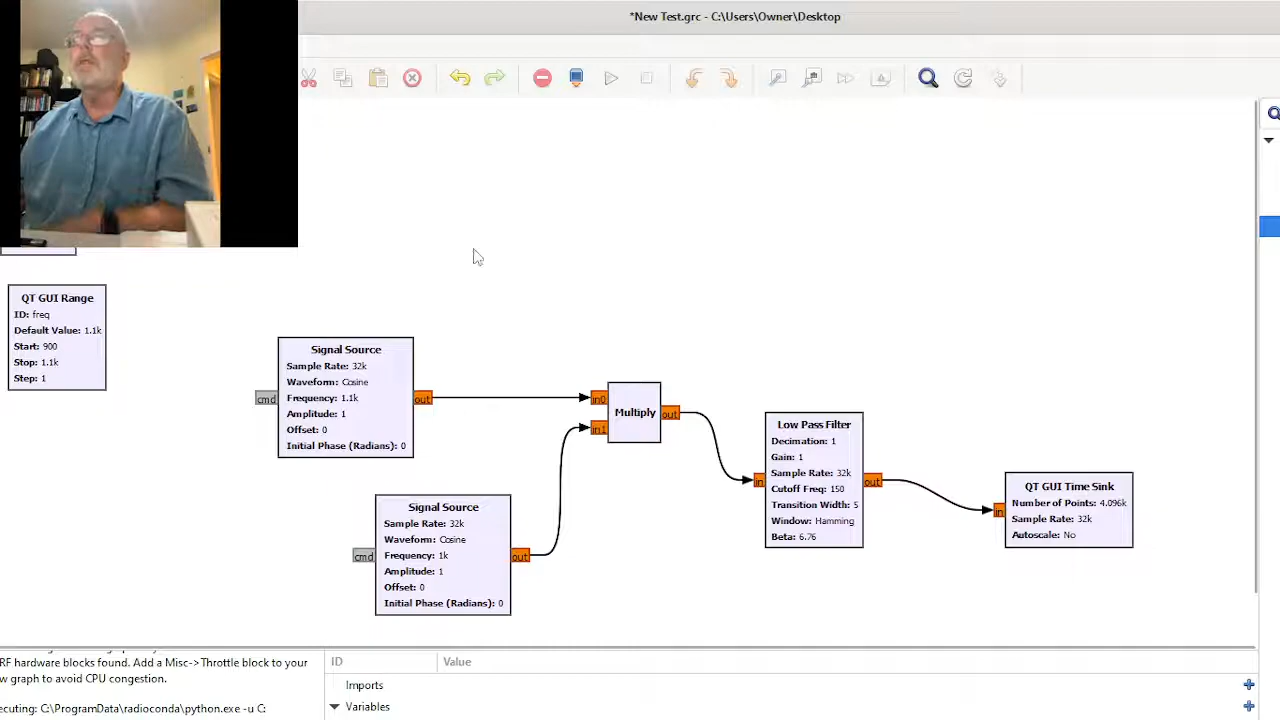 *New Test.grc - C:\Users\Owner\Desktop
QT GUI Range
ID: freq
Default Value: 1.1k
Start: 900
Stop: 1.1k
Step: 1
Signal Source
Sample Rate: 32k
Waveform: Cosine
Frequency: 1.1k
Amplitude: 1
Offset: 0
Initial Phase (Radians): 0
cmd
out
Signal Source
Sample Rate: 32k
Waveform: Cosine
Frequency: 1k
Amplitude: 1
Offset: 0
Initial Phase (Radians): 0
cmd
out
in0
in1
Multiply
out
Low Pass Filter
Decimation: 1
Gain: 1
Sample Rate: 32k
Cutoff Freq: 150
Transition Width: 5
Window: Hamming
Beta: 6.76
in
out
QT GUI Time Sink
Number of Points: 4.096k
Sample Rate: 32k
Autoscale: No
in
RF hardware blocks found. Add a Misc->Throttle block to your
w graph to avoid CPU congestion.
ecuting: C:\ProgramData\radioconda\python.exe -u C:
ID Value
Imports
Variables